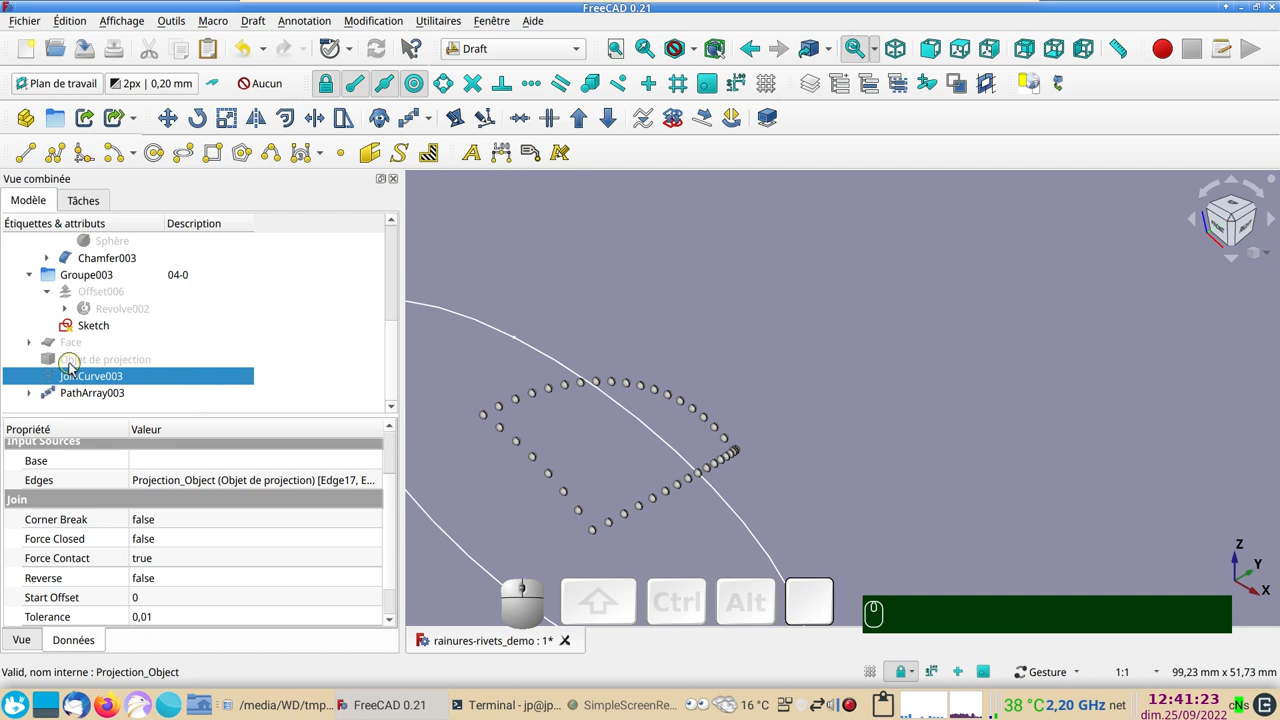 FreeCAD 0.21
Fichier Édition Affichage Outils Macro Draft Annotation Modification Utilitaires Fenêtre Aide
Draft
Plan de travail 2px | 0,20 mm Aucun
Vue combinée
Modèle Tâches
Étiquettes & attributs Description
Sphère
Chamfer003
Groupe003 04-0
Offset006
Revolve002
Sketch
Face
Objet de projection
JoinCurve003
PathArray003
Propriété Valeur
Input Sources
Base
Edges Projection_Object (Objet de projection) [Edge17, E...
Join
Corner Break false
Force Closed false
Force Contact true
Reverse false
Start Offset 0
Tolerance 0,01
Vue Données
Ctrl Alt
rainures-rivets_demo : 1*
Z
Y
X
Valid, nom interne : Projection_Object Gesture 1:1 99,23 mm x 51,73 mm
/media/WD/tmp... FreeCAD 0.21 Terminal - jp@jp... SimpleScreenRe... 16 °C 38°C 2,20 GHz net 12:41:23
dim.25/09/2022